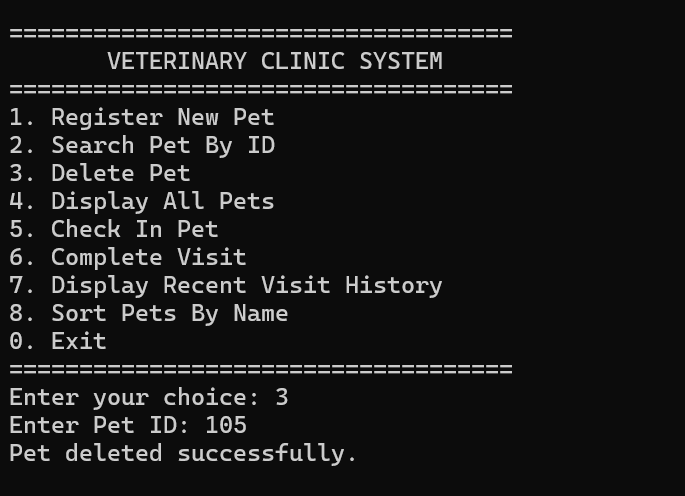 ====================================
       VETERINARY CLINIC SYSTEM
====================================
1. Register New Pet
2. Search Pet By ID
3. Delete Pet
4. Display All Pets
5. Check In Pet
6. Complete Visit
7. Display Recent Visit History
8. Sort Pets By Name
0. Exit
====================================
Enter your choice: 3
Enter Pet ID: 105
Pet deleted successfully.